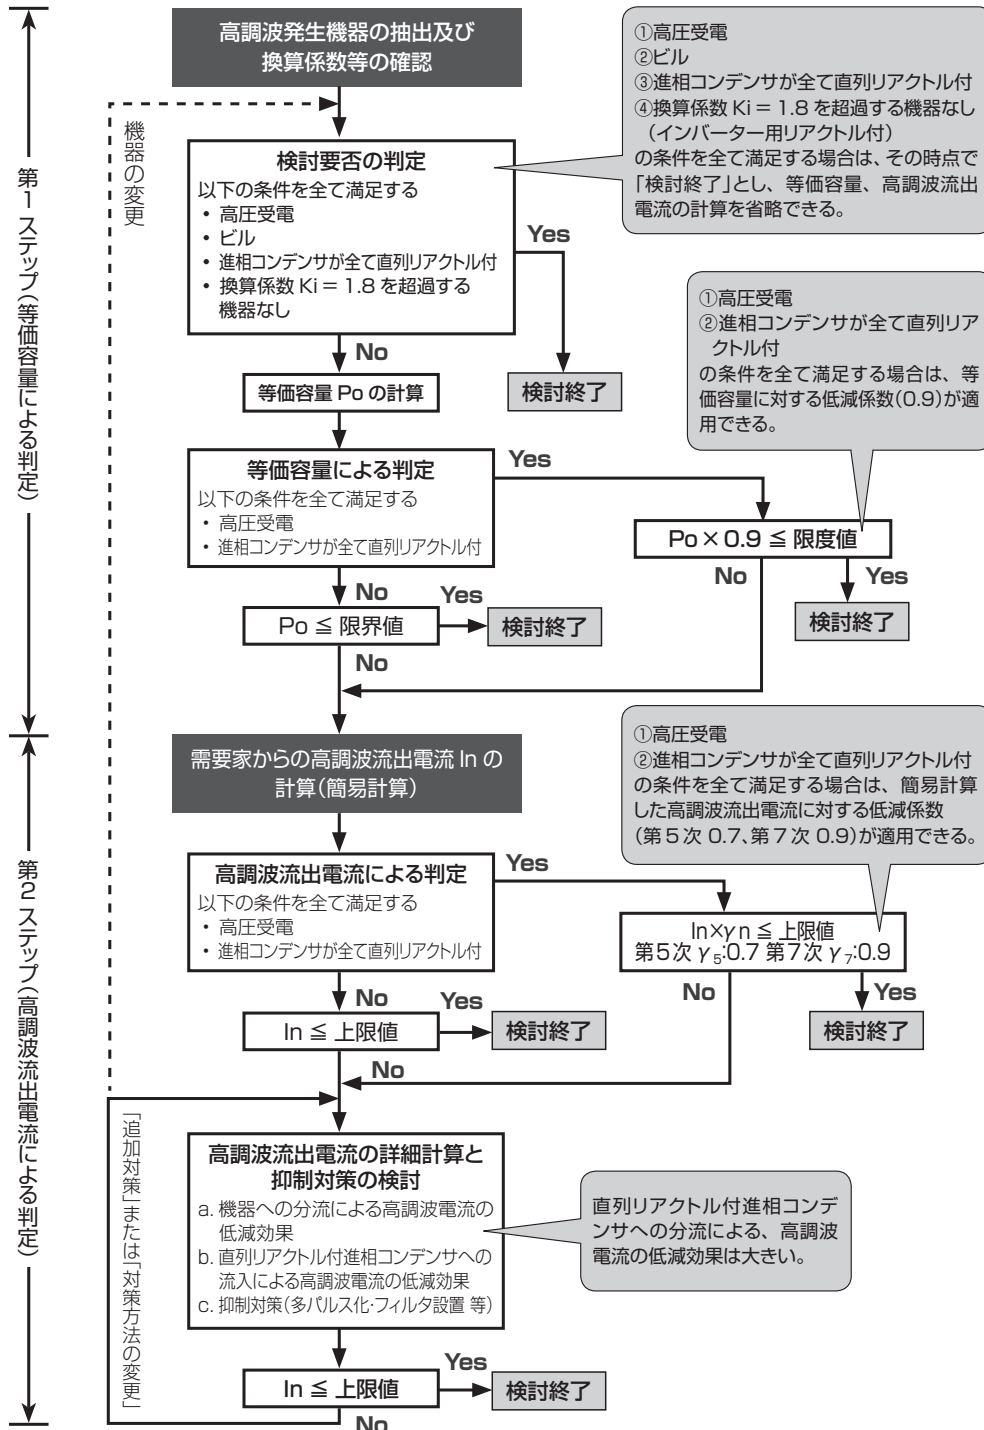 第1ステップ(等価容量による判定)
機器の変更
高調波発生機器の抽出及び
換算係数等の確認
①高圧受電
②ビル
③進相コンデンサが全て直列リアクトル付
④換算係数 Ki = 1.8 を超過する機器なし
(インバーター用リアクトル付)
の条件を全て満足する場合は、その時点で
「検討終了」とし、等価容量、高調波流出
電流の計算を省略できる。
検討要否の判定
以下の条件を全て満足する
・ 高圧受電
・ ビル
・ 進相コンデンサが全て直列リアクトル付
・ 換算係数 Ki = 1.8 を超過する
機器なし
Yes
No
検討終了
等価容量 Po の計算
①高圧受電
②進相コンデンサが全て直列リア
クトル付
の条件を全て満足する場合は、等
価容量に対する低減係数(0.9)が適
用できる。
等価容量による判定
以下の条件を全て満足する
・ 高圧受電
・ 進相コンデンサが全て直列リアクトル付
Yes
Po × 0.9 ≦ 限度値
No
Yes
検討終了
No
Po ≦ 限界値
Yes
検討終了
No
第2ステップ(高調波流出電流による判定)
需要家からの高調波流出電流 In の
計算(簡易計算)
①高圧受電
②進相コンデンサが全て直列リアクトル付
の条件を全て満足する場合は、簡易計算
した高調波流出電流に対する低減係数
(第5次 0.7、第7次 0.9)が適用できる。
高調波流出電流による判定
以下の条件を全て満足する
・ 高圧受電
・ 進相コンデンサが全て直列リアクトル付
Yes
In×γn ≦ 上限値
第5次 γ5:0.7 第7次 γ7:0.9
No
Yes
検討終了
No
In ≦ 上限値
Yes
検討終了
No
「追加対策」または「対策方法の変更」
高調波流出電流の詳細計算と
抑制対策の検討
a. 機器への分流による高調波電流の
低減効果
b. 直列リアクトル付進相コンデンサへの
流入による高調波電流の低減効果
c. 抑制対策(多パルス化・フィルタ設置 等)
直列リアクトル付進相コンデ
ンサへの分流による、高調波
電流の低減効果は大きい。
In ≦ 上限値
Yes
検討終了
No